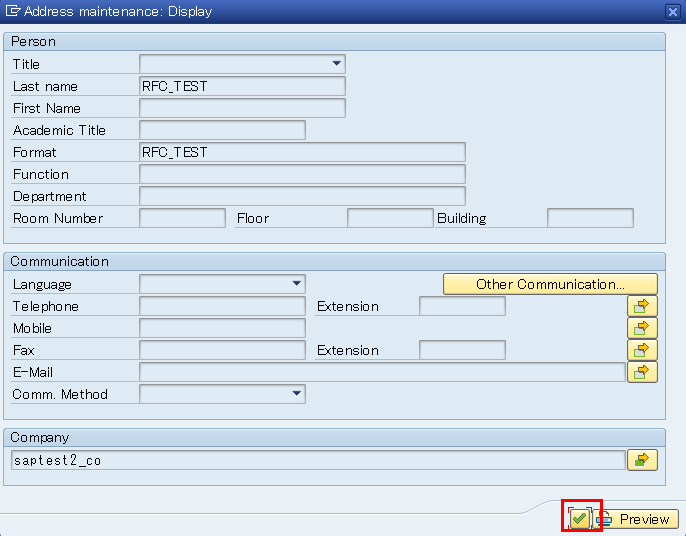 Address maintenance: Display
Person
Title
Last name RFC_TEST
First Name
Academic Title
Format RFC_TEST
Function
Department
Room Number Floor Building
Communication
Language Other Communication...
Telephone Extension
Mobile
Fax Extension
E-Mail
Comm. Method
Company
saptest2_co
Preview